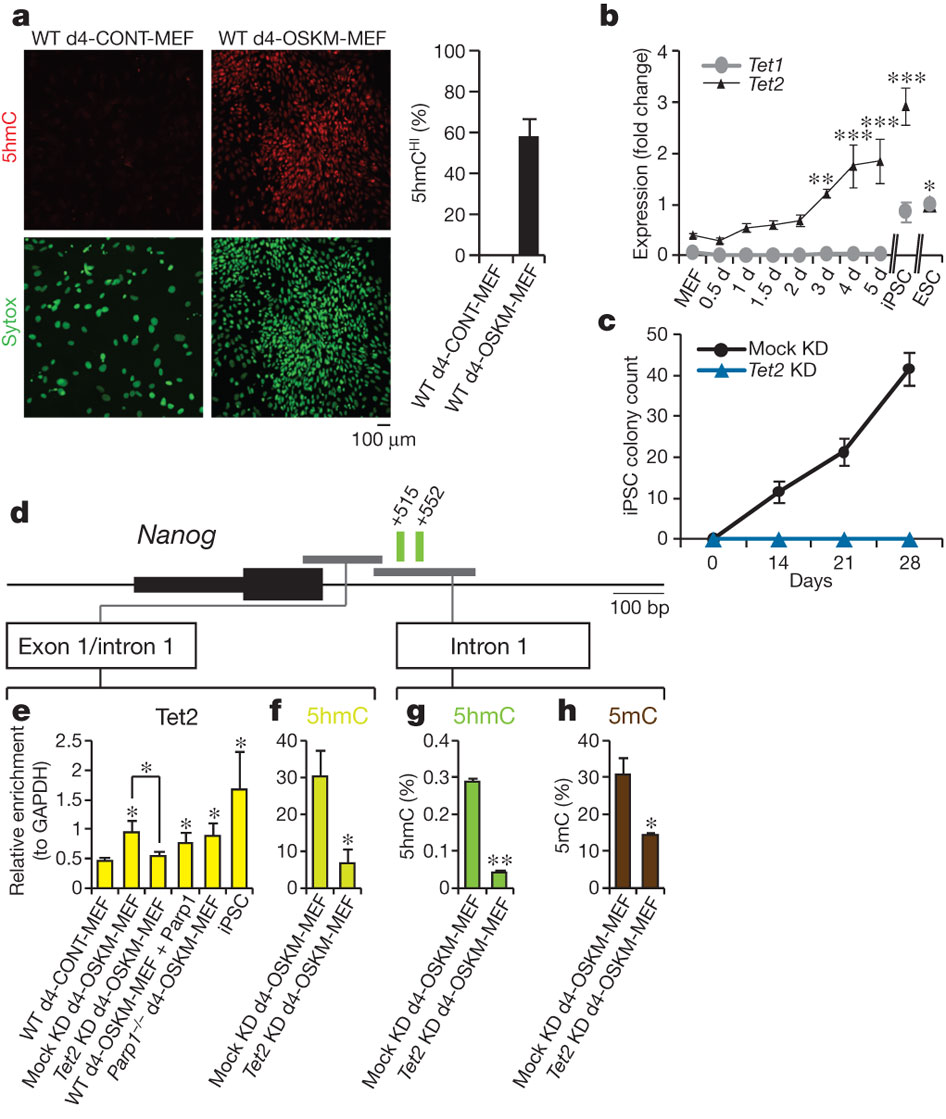 a
WT d4-CONT-MEF
WT d4-OSKM-MEF
5hmC
Sytox
100 µm
5hmCHI (%)
100
80
60
40
20
0
WT d4-CONT-MEF
WT d4-OSKM-MEF
b
Expression (fold change)
4
3
2
1
0
Tet1
Tet2
**
***
***
***
*
MEF
0.5 d
1 d
1.5 d
2 d
3 d
4 d
5 d
iPSC
ESC
c
iPSC colony count
50
40
30
20
10
0
Mock KD
Tet2 KD
0
14
21
28
Days
d
Nanog
+515
+552
100 bp
Exon 1/intron 1
Intron 1
e
Tet2
Relative enrichment
(to GAPDH)
2.5
2
1.5
1
0.5
0
*
*
*
*
*
WT d4-CONT-MEF
Mock KD d4-OSKM-MEF
Tet2 KD d4-OSKM-MEF
WT d4-OSKM-MEF + Parp1
Parp1–/– d4-OSKM-MEF
iPSC
f
5hmC
40
30
20
10
0
*
Mock KD d4-OSKM-MEF
Tet2 KD d4-OSKM-MEF
g
5hmC
5hmC (%)
0.4
0.3
0.2
0.1
0
**
Mock KD d4-OSKM-MEF
Tet2 KD d4-OSKM-MEF
h
5mC
5mC (%)
40
30
20
10
0
*
Mock KD d4-OSKM-MEF
Tet2 KD d4-OSKM-MEF